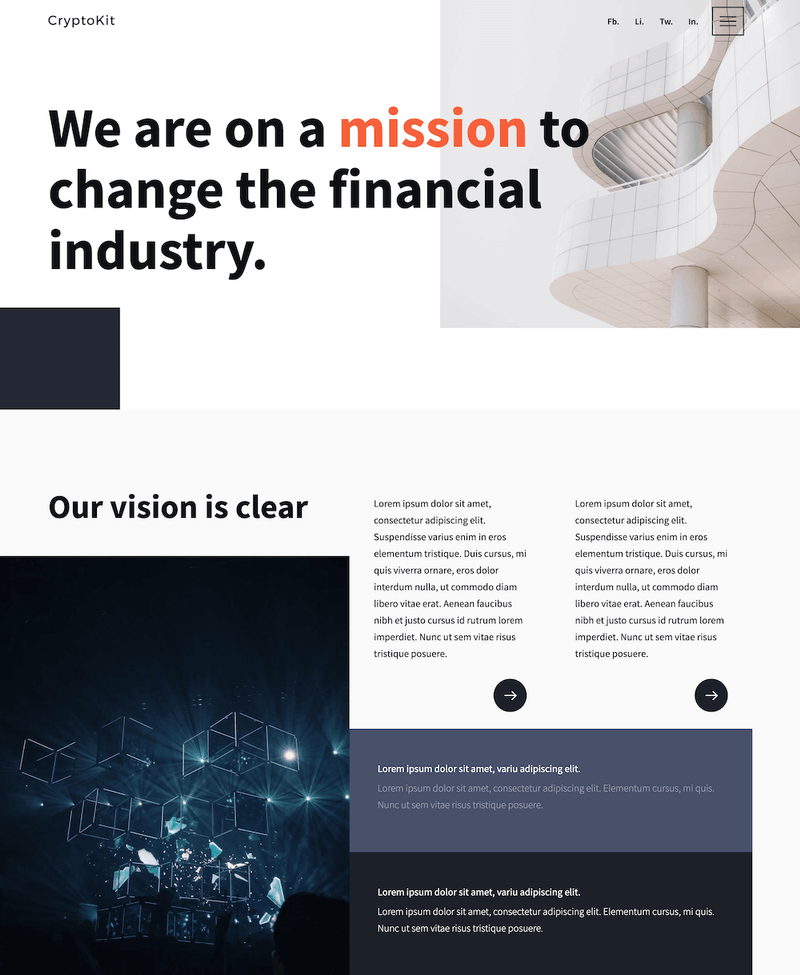 CryptoKit
Fb. Li. Tw. In.
We are on a mission to
change the financial
industry.
Our vision is clear
Lorem ipsum dolor sit amet,
consectetur adipiscing elit.
Suspendisse varius enim in eros
elementum tristique. Duis cursus, mi
quis viverra ornare, eros dolor
interdum nulla, ut commodo diam
libero vitae erat. Aenean faucibus
nibh et justo cursus id rutrum lorem
imperdiet. Nunc ut sem vitae risus
tristique posuere.
Lorem ipsum dolor sit amet,
consectetur adipiscing elit.
Suspendisse varius enim in eros
elementum tristique. Duis cursus, mi
quis viverra ornare, eros dolor
interdum nulla, ut commodo diam
libero vitae erat. Aenean faucibus
nibh et justo cursus id rutrum lorem
imperdiet. Nunc ut sem vitae risus
tristique posuere.
Lorem ipsum dolor sit amet, variu adipiscing elit.
Lorem ipsum dolor sit amet, consectetur adipiscing elit. Elementum cursus, mi quis.
Nunc ut sem vitae risus tristique posuere.
Lorem ipsum dolor sit amet, variu adipiscing elit.
Lorem ipsum dolor sit amet, consectetur adipiscing elit. Elementum cursus, mi quis.
Nunc ut sem vitae risus tristique posuere.